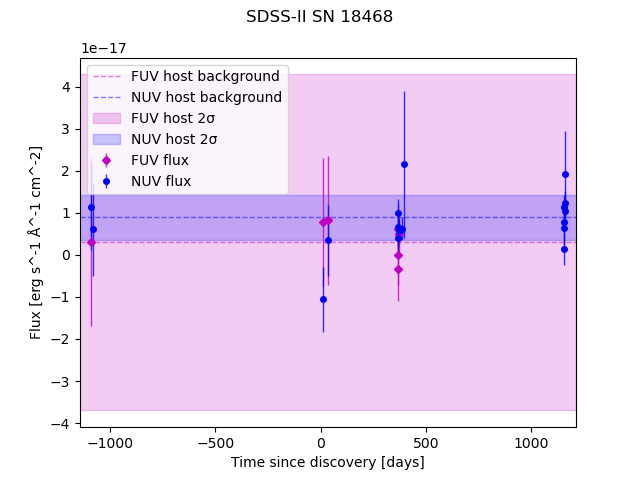 SDSS-II SN 18468
1e−17
FUV host background
NUV host background
FUV host 2σ
NUV host 2σ
FUV flux
NUV flux
4
3
2
1
0
−1
−2
−3
−4
Flux [erg s^-1 Å^-1 cm^-2]
−1000
−500
0
500
1000
Time since discovery [days]